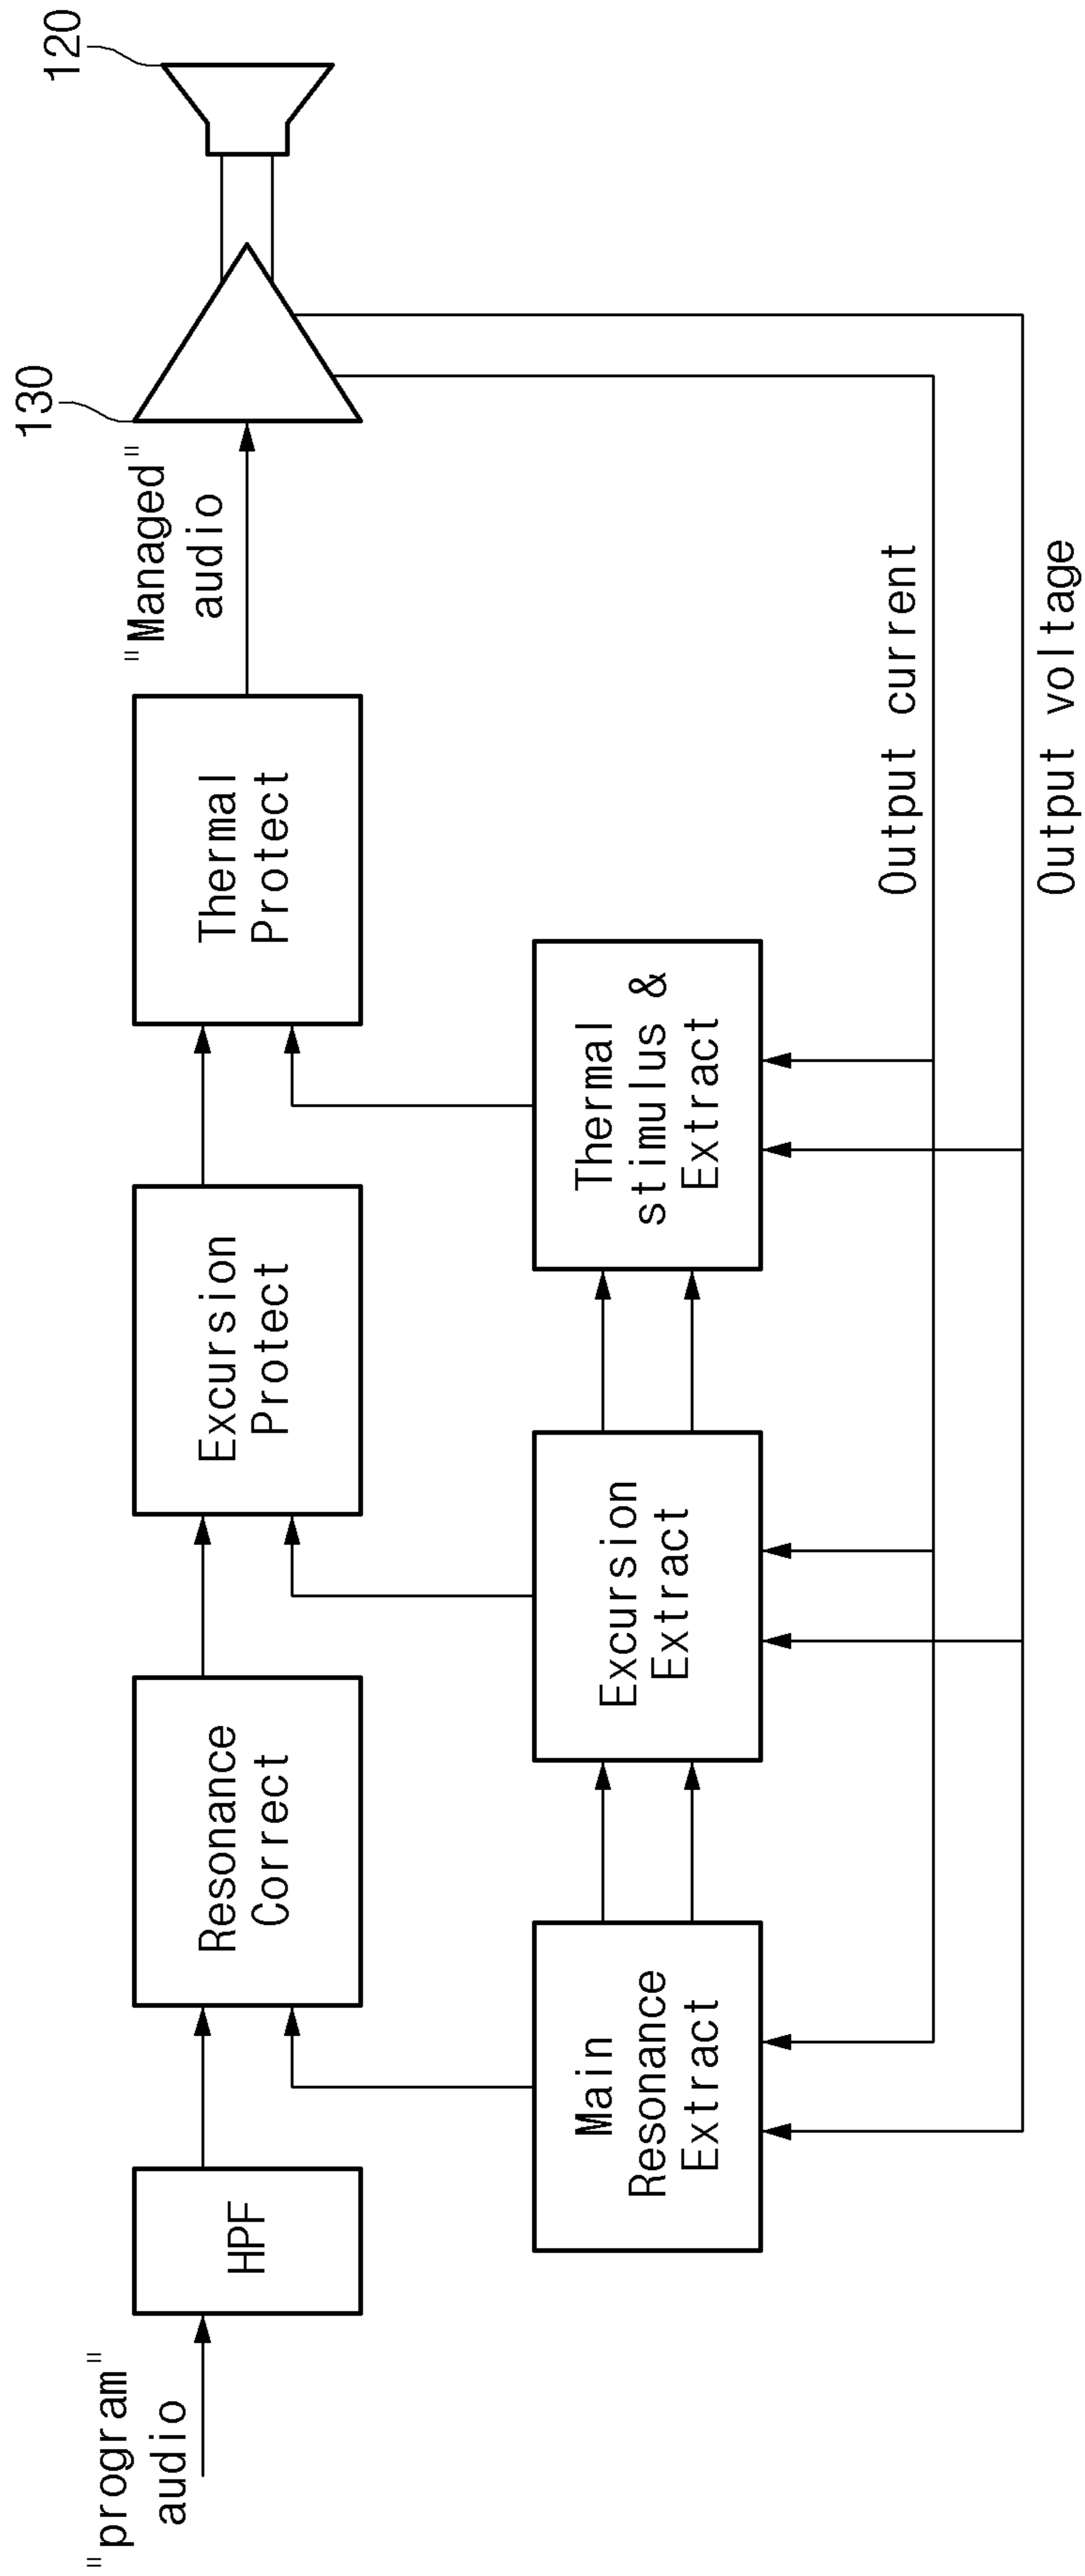 "program"
audio
HPF
Resonance
Correct
Excursion
Protect
Thermal
Protect
"Managed"
audio
130
120
Main
Resonance
Extract
Excursion
Extract
Thermal
stimulus &
Extract
Output current
Output voltage